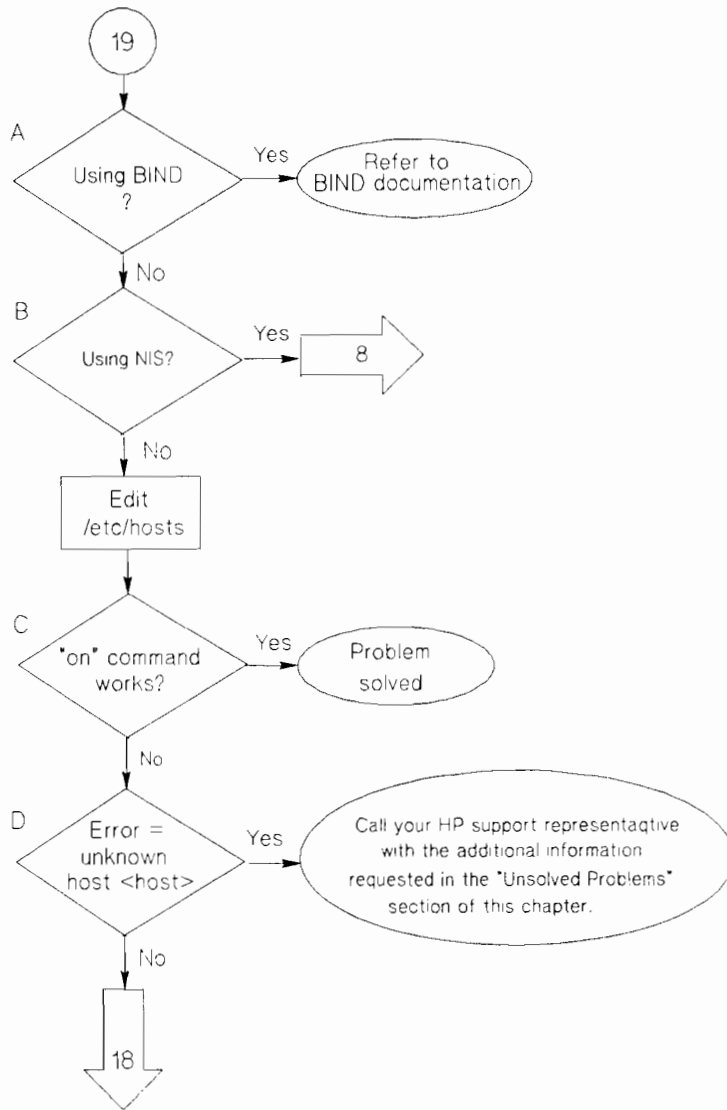 19
A
Using BIND
?
Yes
Refer to
BIND documentation
No
B
Using NIS?
Yes
8
No
Edit
/etc/hosts
C
"on" command
works?
Yes
Problem
solved
No
D
Error =
unknown
host <host>
Yes
Call your HP support representaqtive
with the additional information
requested in the "Unsolved Problems"
section of this chapter.
No
18